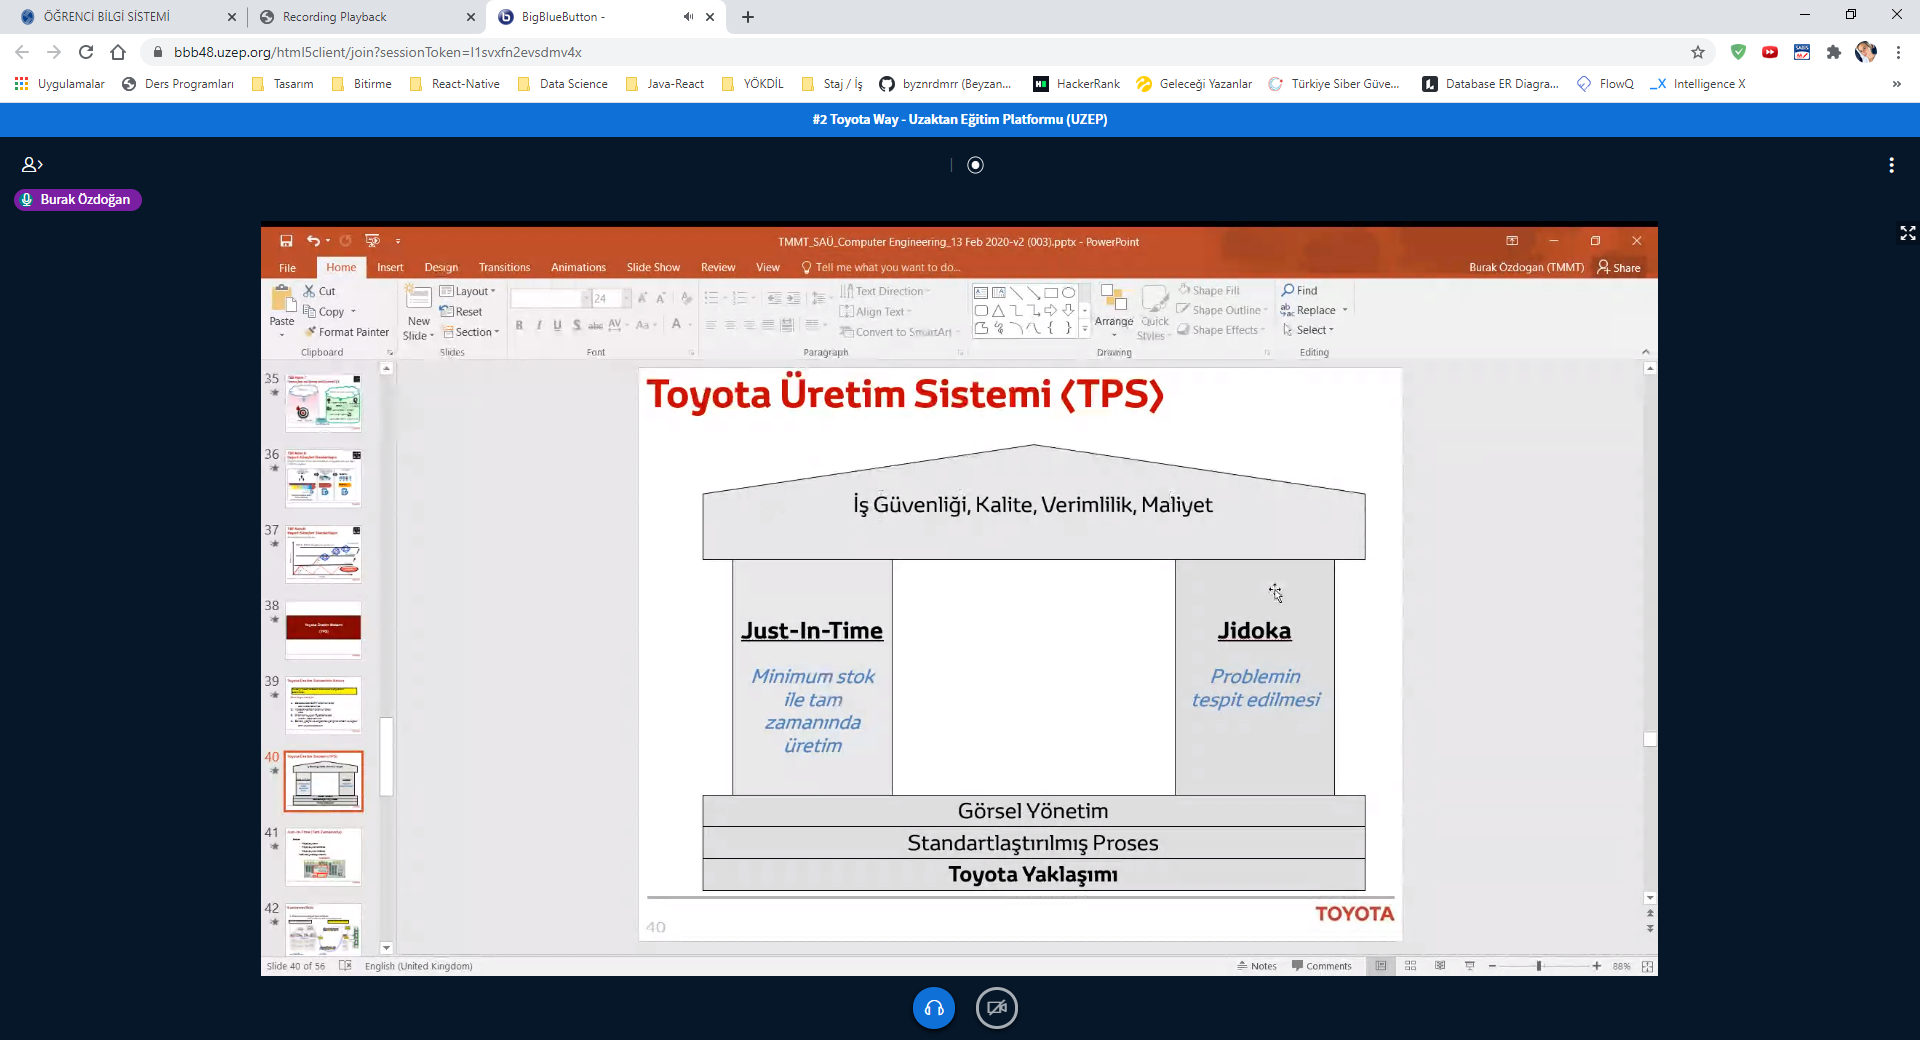 ÖĞRENCİ BİLGİ SİSTEMİ
Recording Playback
BigBlueButton -
bbb48.uzep.org/html5client/join?sessionToken=l1svxfn2evsdmv4x
Uygulamalar
Ders Programları
Tasarım
Bitirme
React-Native
Data Science
Java-React
YÖKDİL
Staj / İş
byznrdmrr (Beyzan...
HackerRank
Geleceği Yazanlar
Türkiye Siber Güve...
Database ER Diagra...
FlowQ
Intelligence X
#2 Toyota Way - Uzaktan Eğitim Platformu (UZEP)
Burak Özdoğan
TMMT_SAÜ_Computer Engineering_13 Feb 2020-v2 (003).pptx - PowerPoint
File
Home
Insert
Design
Transitions
Animations
Slide Show
Review
View
Tell me what you want to do...
Burak Özdogan (TMMT)
Share
Paste
Cut
Copy
Format Painter
Clipboard
New Slide
Layout
Reset
Section
Slides
24
Font
Text Direction
Align Text
Convert to SmartArt
Paragraph
Arrange
Quick Styles
Shape Fill
Shape Outline
Shape Effects
Drawing
Find
Replace
Select
Editing
35
36
37
38
39
40
41
42
Toyota Üretim Sistemi (TPS)
İş Güvenliği, Kalite, Verimlilik, Maliyet
Just-In-Time
Minimum stok
ile tam
zamanında
üretim
Jidoka
Problemin
tespit edilmesi
Görsel Yönetim
Standartlaştırılmış Proses
Toyota Yaklaşımı
40
TOYOTA
Slide 40 of 56
English (United Kingdom)
Notes
Comments
88%